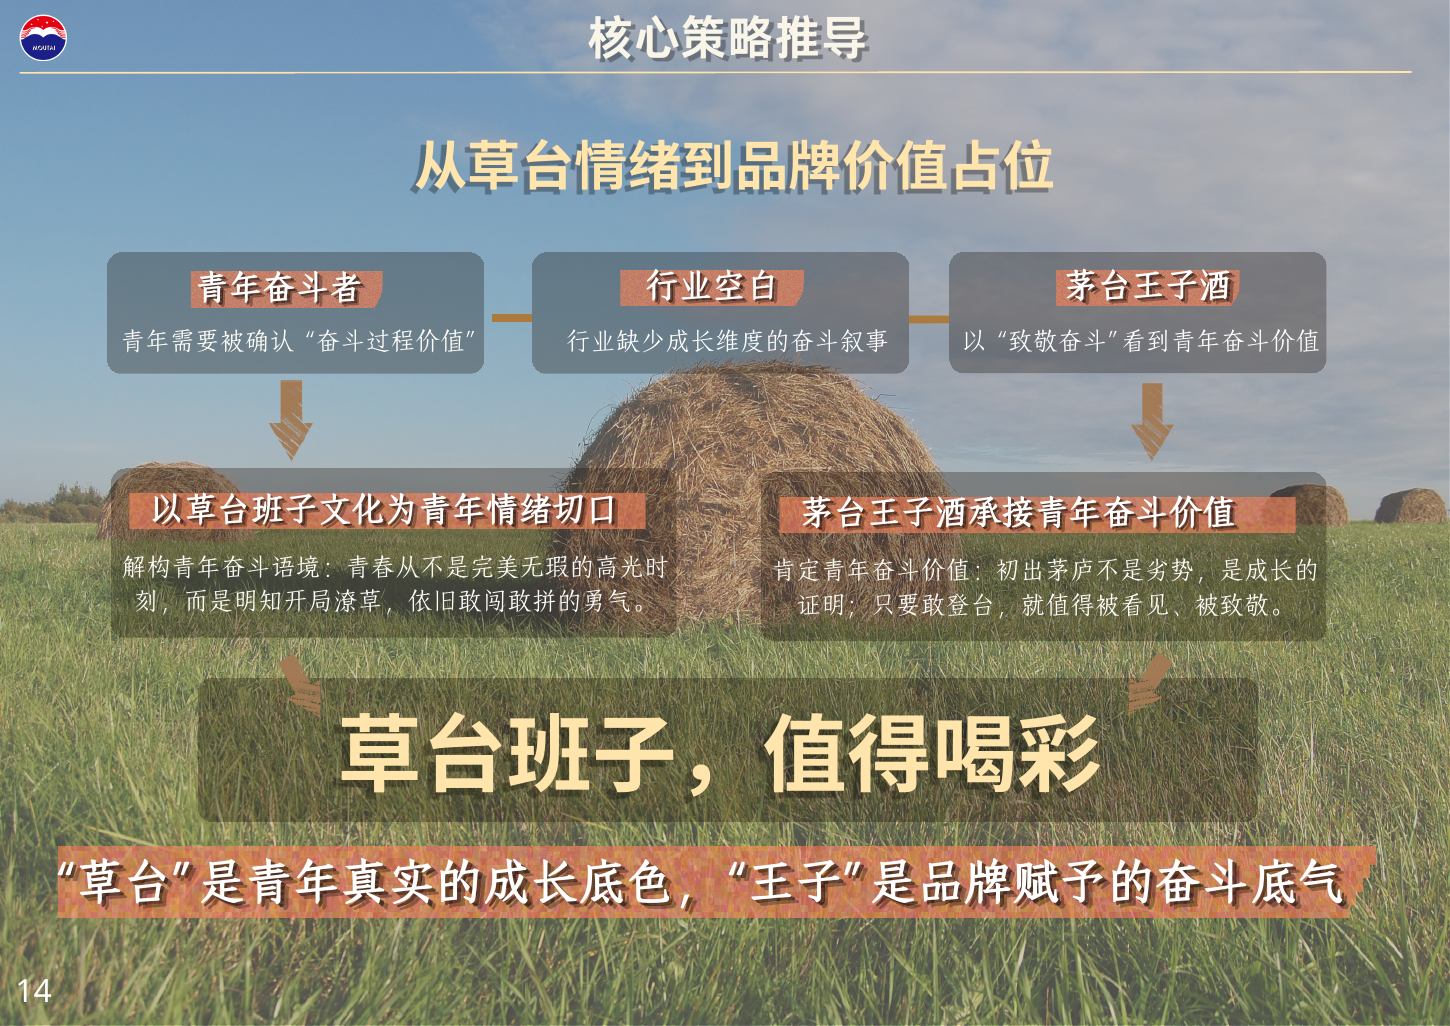 MOUTAI
核心策略推导
从草台情绪到品牌价值占位
青年奋斗者
青年需要被确认“奋斗过程价值”
行业空白
行业缺少成长维度的奋斗叙事
茅台王子酒
以“致敬奋斗”看到青年奋斗价值
以草台班子文化为青年情绪切口
解构青年奋斗语境：青春从不是完美无瑕的高光时
刻，而是明知开局潦草，依旧敢闯敢拼的勇气。
茅台王子酒承接青年奋斗价值
肯定青年奋斗价值：初出茅庐不是劣势，是成长的
证明；只要敢登台，就值得被看见、被致敬。
草台班子，值得喝彩
“草台”是青年真实的成长底色，“王子”是品牌赋予的奋斗底气
14